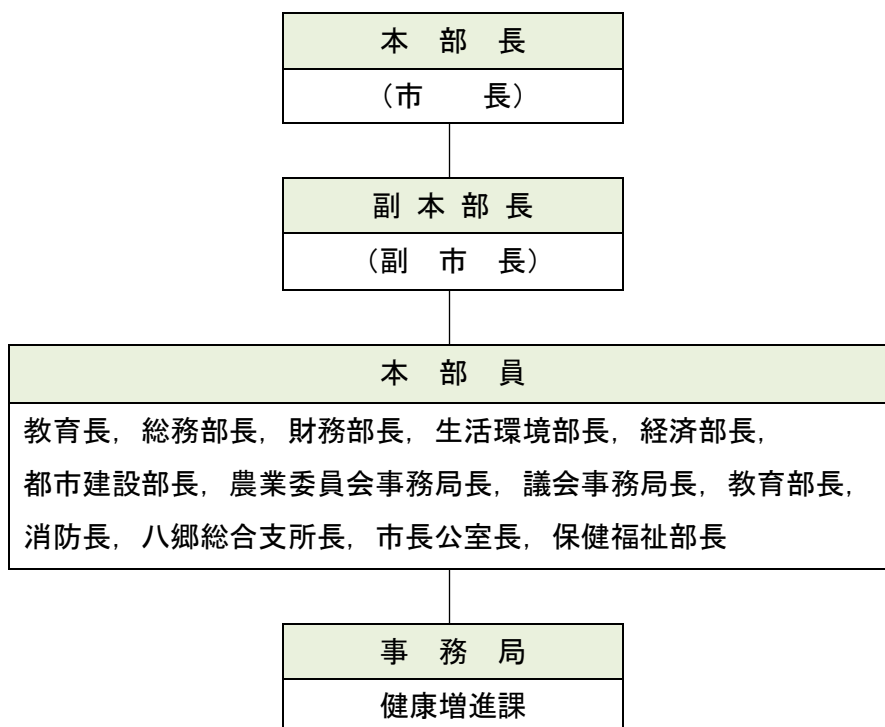 本 部 長
（市 長）
副 本 部 長
（副 市 長）
本 部 員
教育長，総務部長，財務部長，生活環境部長，経済部長，
都市建設部長，農業委員会事務局長，議会事務局長，教育部長，
消防長，八郷総合支所長，市長公室長，保健福祉部長
事 務 局
健康増進課